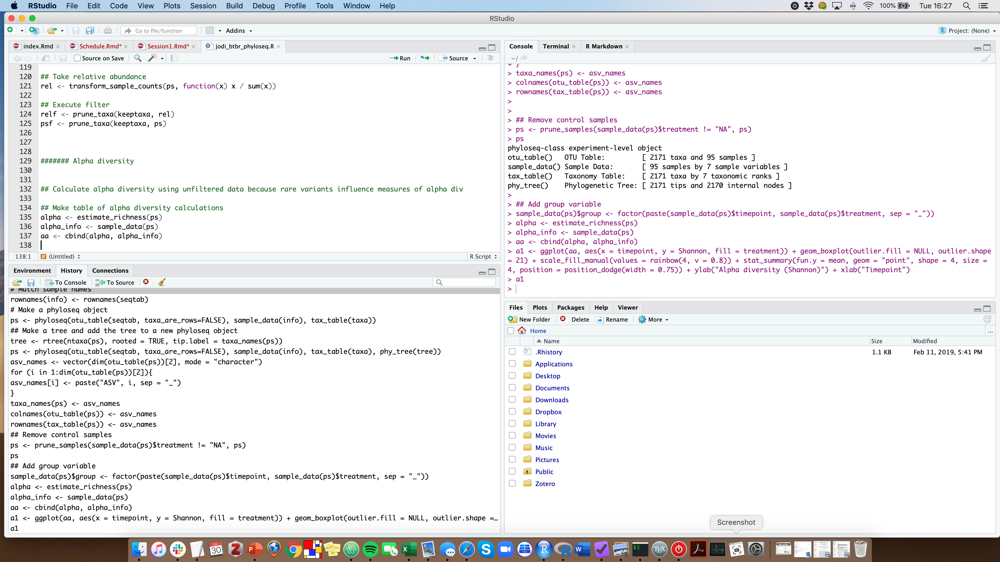 RStudio File Edit Code View Plots Session Build Debug Profile Tools Window Help 100% Tue 16:27
RStudio
Go to file/function Addins Project: (None)
index.Rmd Schedule.Rmd* Session1.Rmd* jodi_btbr_phyloseq.R
Source on Save Run Source
119
120 ## Take relative abundance
121 rel <- transform_sample_counts(ps, function(x) x / sum(x))
122
123 ## Execute filter
124 relf <- prune_taxa(keeptaxa, rel)
125 psf <- prune_taxa(keeptaxa, ps)
126
127
128
129 ####### Alpha diversity
130
131
132 ## Calculate alpha diversity using unfiltered data because rare variants influence measures of alpha div
133
134 ## Make table of alpha diversity calculations
135 alpha <- estimate_richness(ps)
136 alpha_info <- sample_data(ps)
137 aa <- cbind(alpha, alpha_info)
138
138:1 # (Untitled) R Script
Environment History Connections
To Console To Source
# Match sample names
rownames(info) <- rownames(seqtab)
# Make a phyloseq object
ps <- phyloseq(otu_table(seqtab, taxa_are_rows=FALSE), sample_data(info), tax_table(taxa))
## Make a tree and add the tree to a new phyloseq object
tree <- rtree(ntaxa(ps), rooted = TRUE, tip.label = taxa_names(ps))
ps <- phyloseq(otu_table(seqtab, taxa_are_rows=FALSE), sample_data(info), tax_table(taxa), phy_tree(tree))
asv_names <- vector(dim(otu_table(ps))[2], mode = "character")
for (i in 1:dim(otu_table(ps))[2]){
asv_names[i] <- paste("ASV", i, sep = "_")
}
taxa_names(ps) <- asv_names
colnames(otu_table(ps)) <- asv_names
rownames(tax_table(ps)) <- asv_names
## Remove control samples
ps <- prune_samples(sample_data(ps)$treatment != "NA", ps)
ps
## Add group variable
sample_data(ps)$group <- factor(paste(sample_data(ps)$timepoint, sample_data(ps)$treatment, sep = "_"))
alpha <- estimate_richness(ps)
alpha_info <- sample_data(ps)
aa <- cbind(alpha, alpha_info)
a1 <- ggplot(aa, aes(x = timepoint, y = Shannon, fill = treatment)) + geom_boxplot(outlier.fill = NULL, outlier.shape =…
a1
Console Terminal R Markdown
~/
+ }
> taxa_names(ps) <- asv_names
> colnames(otu_table(ps)) <- asv_names
> rownames(tax_table(ps)) <- asv_names
>
>
> ## Remove control samples
> ps <- prune_samples(sample_data(ps)$treatment != "NA", ps)
> ps
phyloseq-class experiment-level object
otu_table() OTU Table: [ 2171 taxa and 95 samples ]
sample_data() Sample Data: [ 95 samples by 7 sample variables ]
tax_table() Taxonomy Table: [ 2171 taxa by 7 taxonomic ranks ]
phy_tree() Phylogenetic Tree: [ 2171 tips and 2170 internal nodes ]
>
> ## Add group variable
> sample_data(ps)$group <- factor(paste(sample_data(ps)$timepoint, sample_data(ps)$treatment, sep = "_"))
> alpha <- estimate_richness(ps)
> alpha_info <- sample_data(ps)
> aa <- cbind(alpha, alpha_info)
> a1 <- ggplot(aa, aes(x = timepoint, y = Shannon, fill = treatment)) + geom_boxplot(outlier.fill = NULL, outlier.shape
= 21) + scale_fill_manual(values = rainbow(4, v = 0.8)) + stat_summary(fun.y = mean, geom = "point", shape = 4, size =
4, position = position_dodge(width = 0.75)) + ylab("Alpha diversity (Shannon)") + xlab("Timepoint")
> a1
>
Files Plots Packages Help Viewer
New Folder Delete Rename More
Home ...
Name Size Modified
.Rhistory 1.1 KB Feb 11, 2019, 5:41 PM
Applications
Desktop
Documents
Downloads
Dropbox
Library
Movies
Music
Pictures
Public
Zotero
Screenshot
JUL
30
Z P X S R R W $ TEX